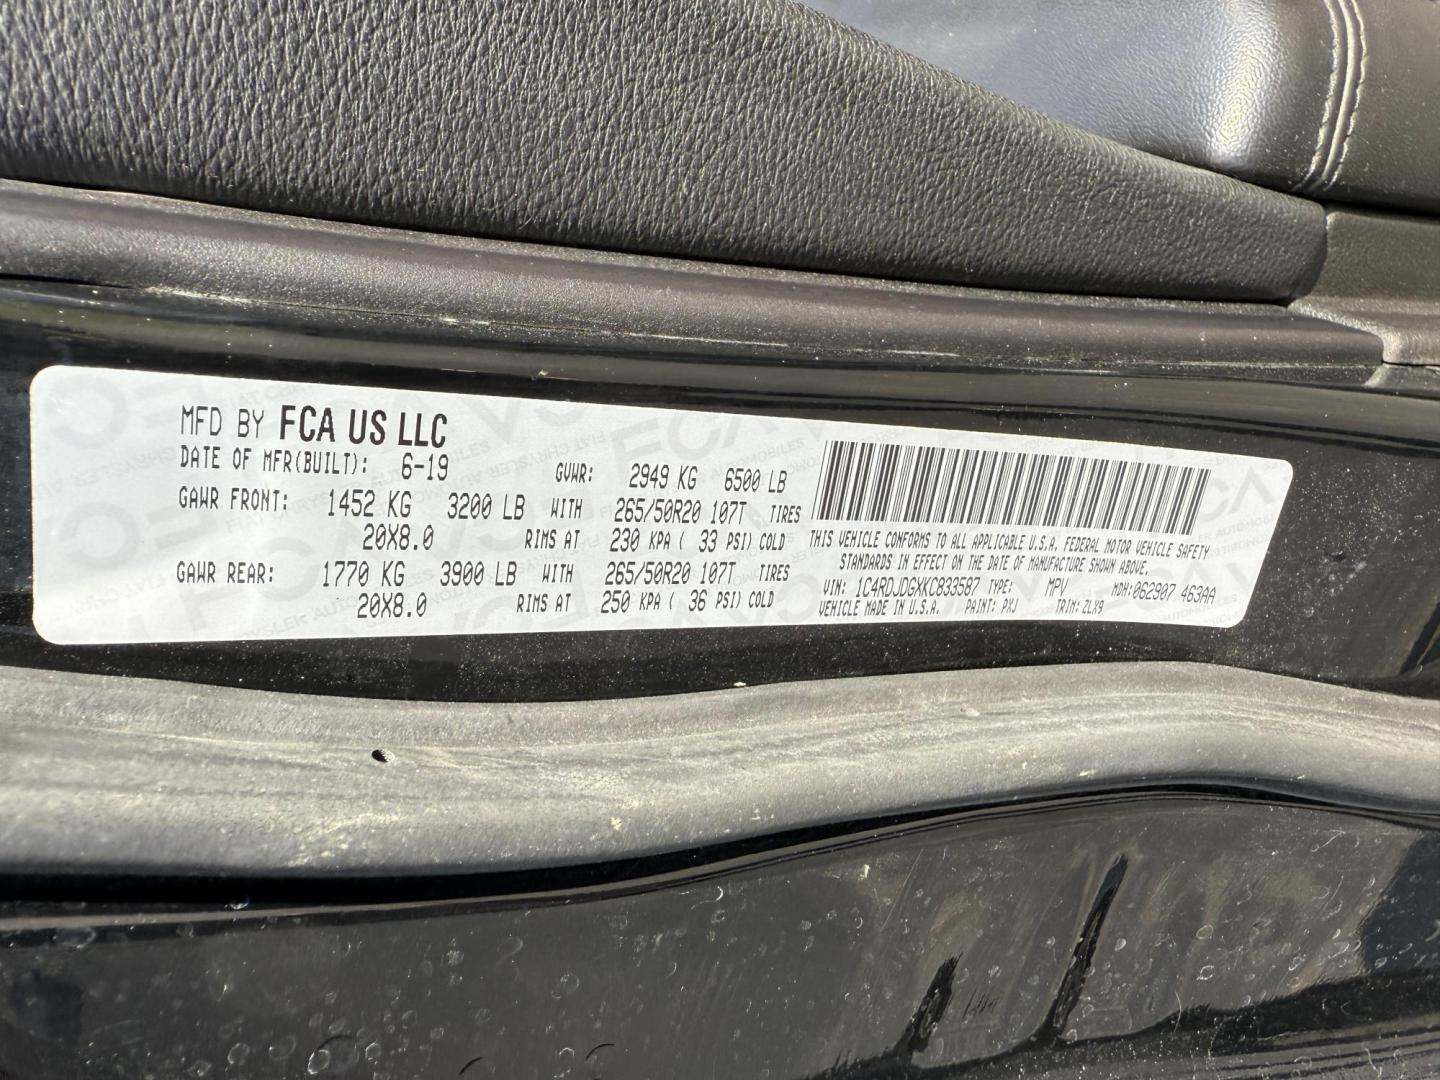 MFD BY FCA US LLC
DATE OF MFR(BUILT): 6-19 GVWR: 2949 KG 6500 LB
GAWR FRONT: 1452 KG 3200 LB WITH 265/50R20 107T TIRES
20X8.0 RIMS AT 230 KPA ( 33 PSI) COLD
GAWR REAR: 1770 KG 3900 LB WITH 265/50R20 107T TIRES
20X8.0 RIMS AT 250 KPA ( 36 PSI) COLD
THIS VEHICLE CONFORMS TO ALL APPLICABLE U.S.A. FEDERAL MOTOR VEHICLE SAFETY
STANDARDS IN EFFECT ON THE DATE OF MANUFACTURE SHOWN ABOVE.
VIN: 1C4RDJDGXKC833587 TYPE: MPV MDH:062907 463AA
VEHICLE MADE IN U.S.A. PAINT: PXJ TRIM: ZLX9